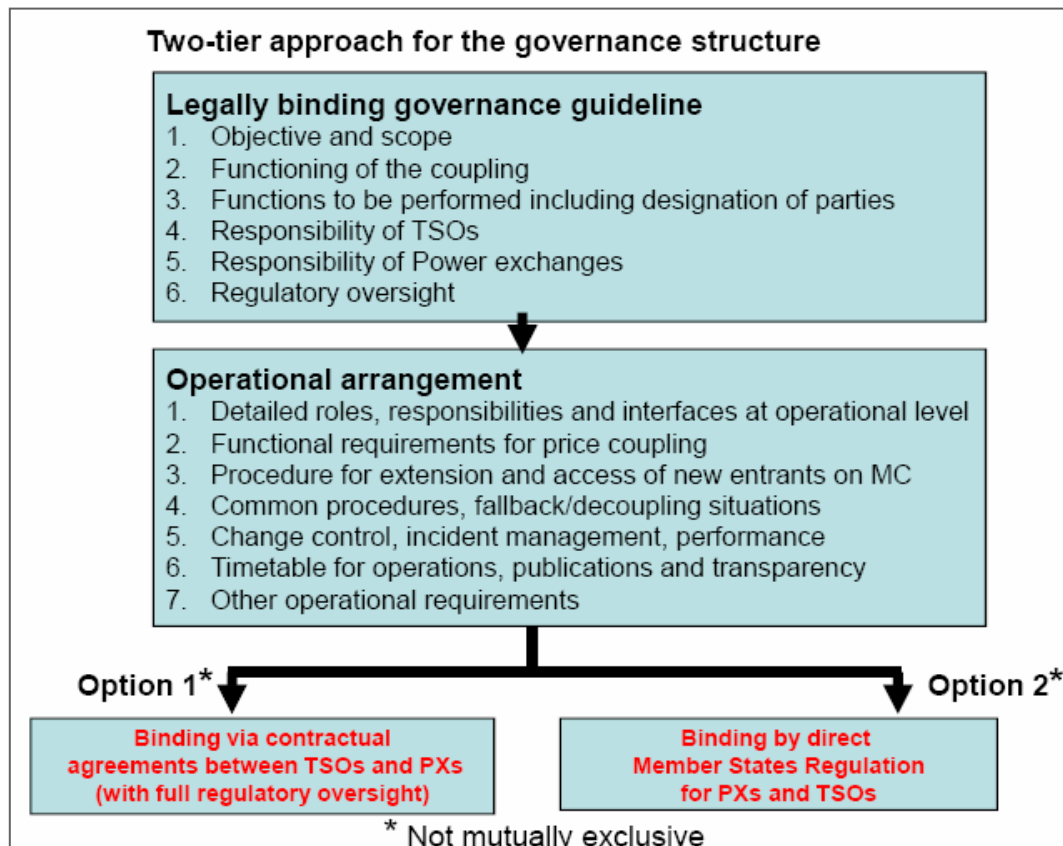 Two-tier approach for the governance structure
Legally binding governance guideline
1. Objective and scope
2. Functioning of the coupling
3. Functions to be performed including designation of parties
4. Responsibility of TSOs
5. Responsibility of Power exchanges
6. Regulatory oversight
Operational arrangement
1. Detailed roles, responsibilities and interfaces at operational level
2. Functional requirements for price coupling
3. Procedure for extension and access of new entrants on MC
4. Common procedures, fallback/decoupling situations
5. Change control, incident management, performance
6. Timetable for operations, publications and transparency
7. Other operational requirements
Option 1*
Option 2*
Binding via contractual
agreements between TSOs and PXs
(with full regulatory oversight)
Binding by direct
Member States Regulation
for PXs and TSOs
* Not mutually exclusive